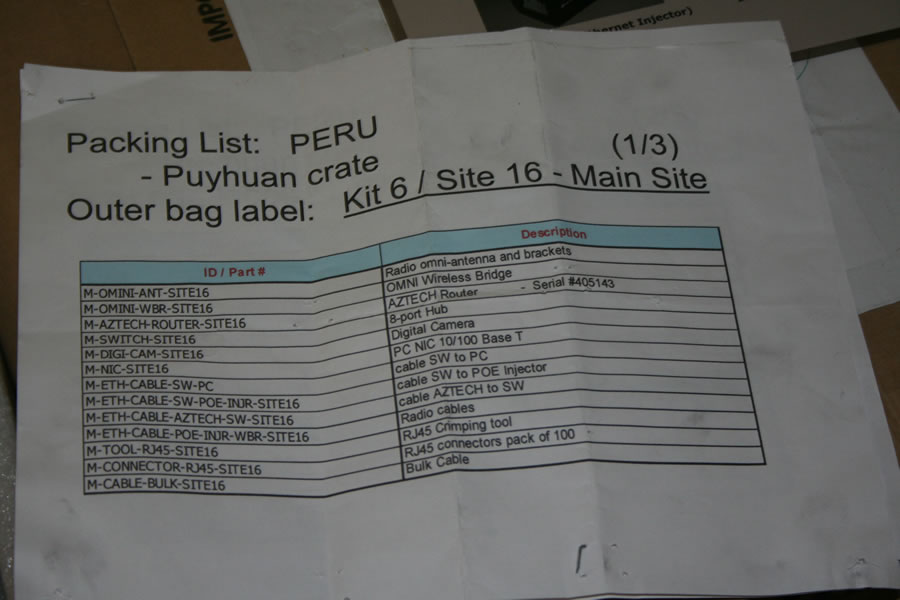 hernet Injector)
IMP
Packing List: PERU (1/3)
- Puyhuan crate
Outer bag label: Kit 6 / Site 16 - Main Site
ID / Part # Description
M-OMINI-ANT-SITE16 Radio omni-antenna and brackets
M-OMINI-WBR-SITE16 OMNI Wireless Bridge
M-AZTECH-ROUTER-SITE16 AZTECH Router - Serial #405143
M-SWITCH-SITE16 8-port Hub
M-DIGI-CAM-SITE16 Digital Camera
M-NIC-SITE16 PC NIC 10/100 Base T
M-ETH-CABLE-SW-PC cable SW to PC
M-ETH-CABLE-SW-POE-INJR-SITE16 cable SW to POE Injector
M-ETH-CABLE-AZTECH-SW-SITE16 cable AZTECH to SW
M-ETH-CABLE-POE-INJR-WBR-SITE16 Radio cables
M-TOOL-RJ45-SITE16 RJ45 Crimping tool
M-CONNECTOR-RJ45-SITE16 RJ45 connectors pack of 100
M-CABLE-BULK-SITE16 Bulk Cable